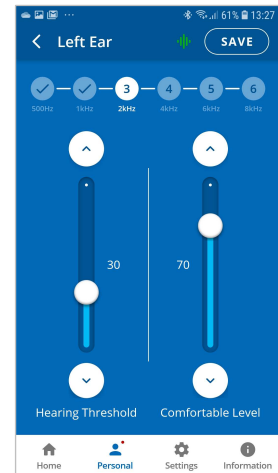 61% 13:27
Left Ear SAVE
3 4 5 6
500Hz 1kHz 2kHz 4kHz 6kHz 8kHz
30 70
Hearing Threshold Comfortable Level
Home Personal Settings Information